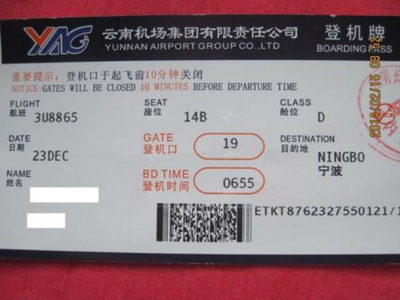 YAG 云南机场集团有限责任公司 登机牌
YUNNAN AIRPORT GROUP CO.,LTD BOARDING PASS
重要提示：登机口于起飞前10分钟关闭
NOTICE:GATES WILL BE CLOSED 10 MINUTES BEFORE DEPARTURE TIME
FLIGHT 航班 3U8865
SEAT 座位 14B
CLASS 舱位 D
DATE 日期 23DEC
GATE 登机口 19
DESTINATION 目的地 NINGBO 宁波
NAME 姓名
BD TIME 登机时间 0655
ETKT8762327550121/1
2014/02/15